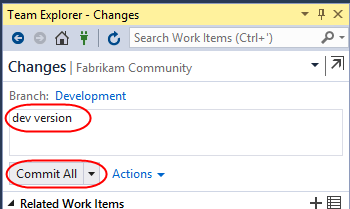 Team Explorer - Changes
Search Work Items (Ctrl+')
Changes | Fabrikam Community
Branch: Development
dev version
Commit All Actions
Related Work Items